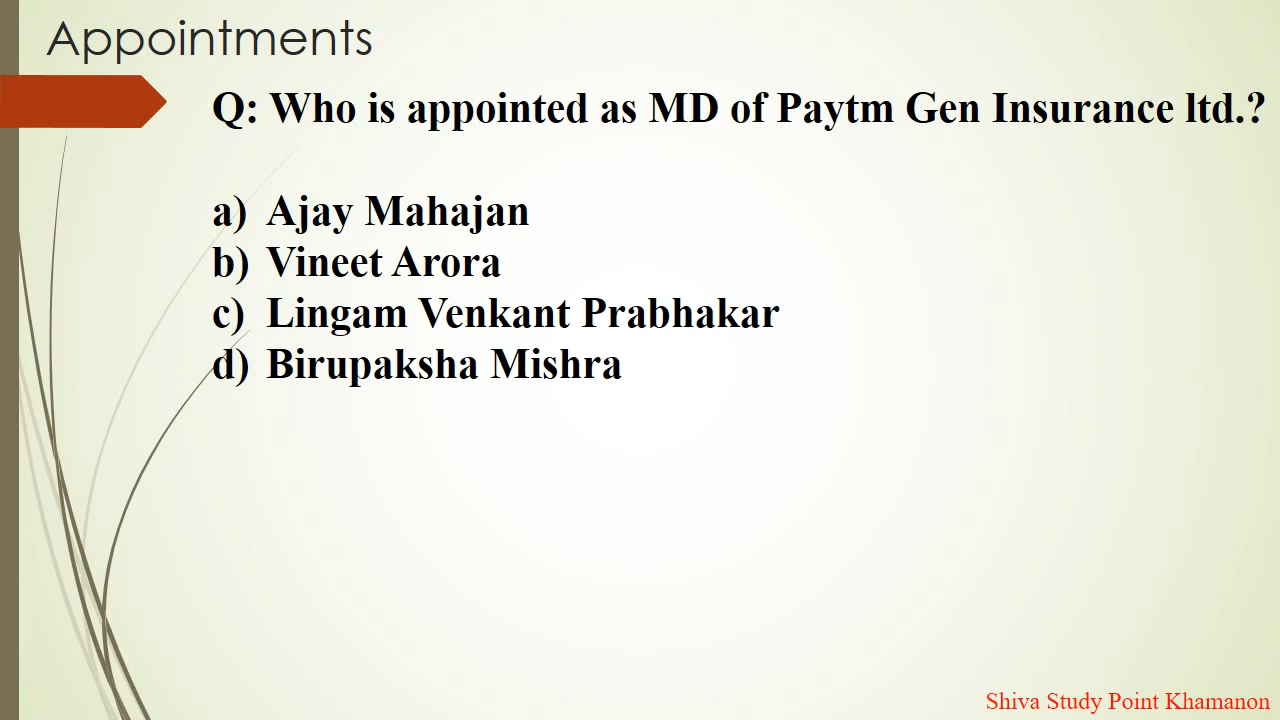 Appointments
Q: Who is appointed as MD of Paytm Gen Insurance ltd.?
a) Ajay Mahajan
b) Vineet Arora
c) Lingam Venkant Prabhakar
d) Birupaksha Mishra
Shiva Study Point Khamanon